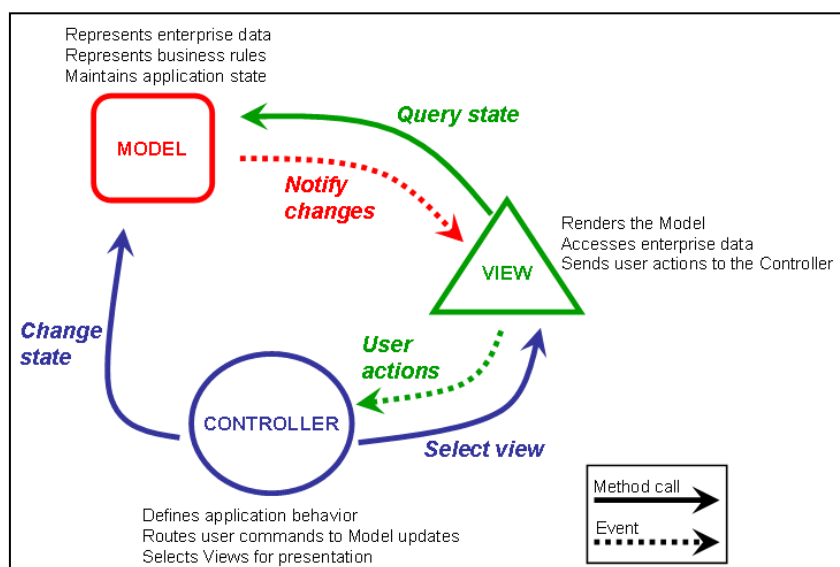 Represents enterprise data
Represents business rules
Maintains application state
Query state
MODEL
Notify
changes
Renders the Model
Accesses enterprise data
Sends user actions to the Controller
VIEW
Change
state
User
actions
CONTROLLER
Select view
Method call
Event
Defines application behavior
Routes user commands to Model updates
Selects Views for presentation